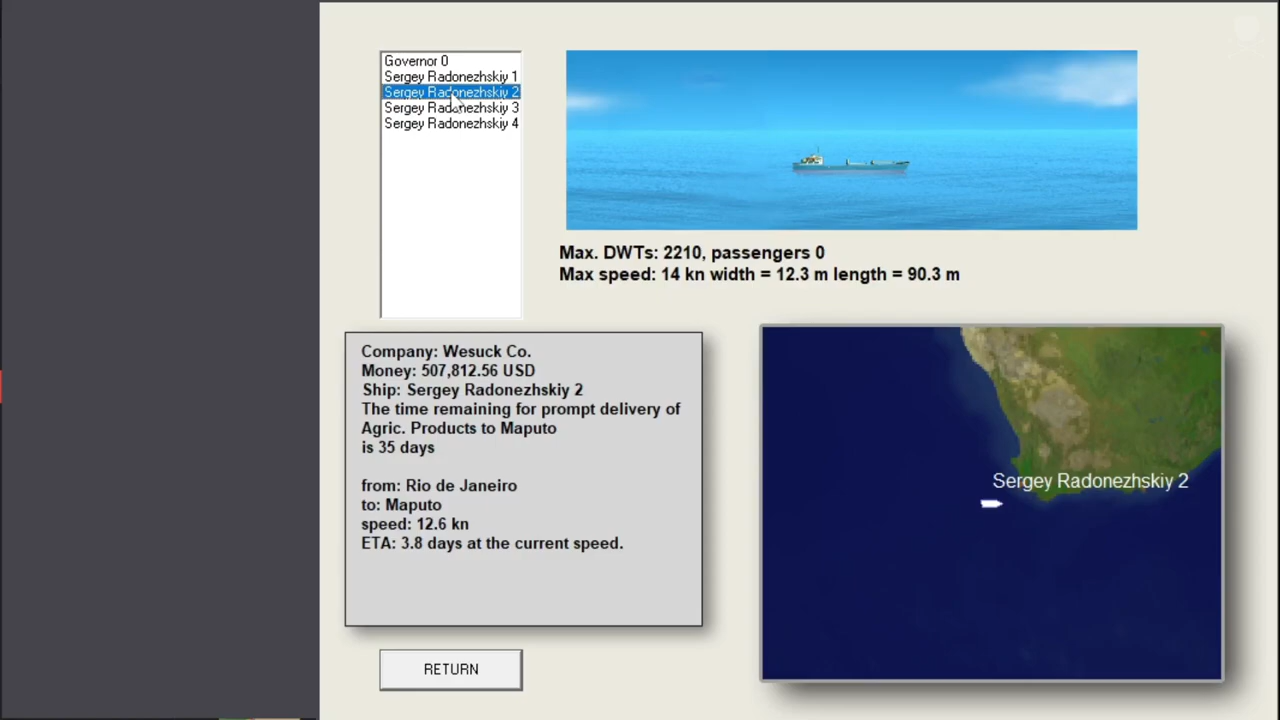 Governor 0
Sergey Radonezhskiy 1
Sergey Radonezhskiy 2
Sergey Radonezhskiy 3
Sergey Radonezhskiy 4
Max. DWTs: 2210, passengers 0
Max speed: 14 kn width = 12.3 m length = 90.3 m
Company: Wesuck Co.
Money: 507,812.56 USD
Ship: Sergey Radonezhskiy 2
The time remaining for prompt delivery of
Agric. Products to Maputo
is 35 days
from: Rio de Janeiro
to: Maputo
speed: 12.6 kn
ETA: 3.8 days at the current speed.
Sergey Radonezhskiy 2
RETURN